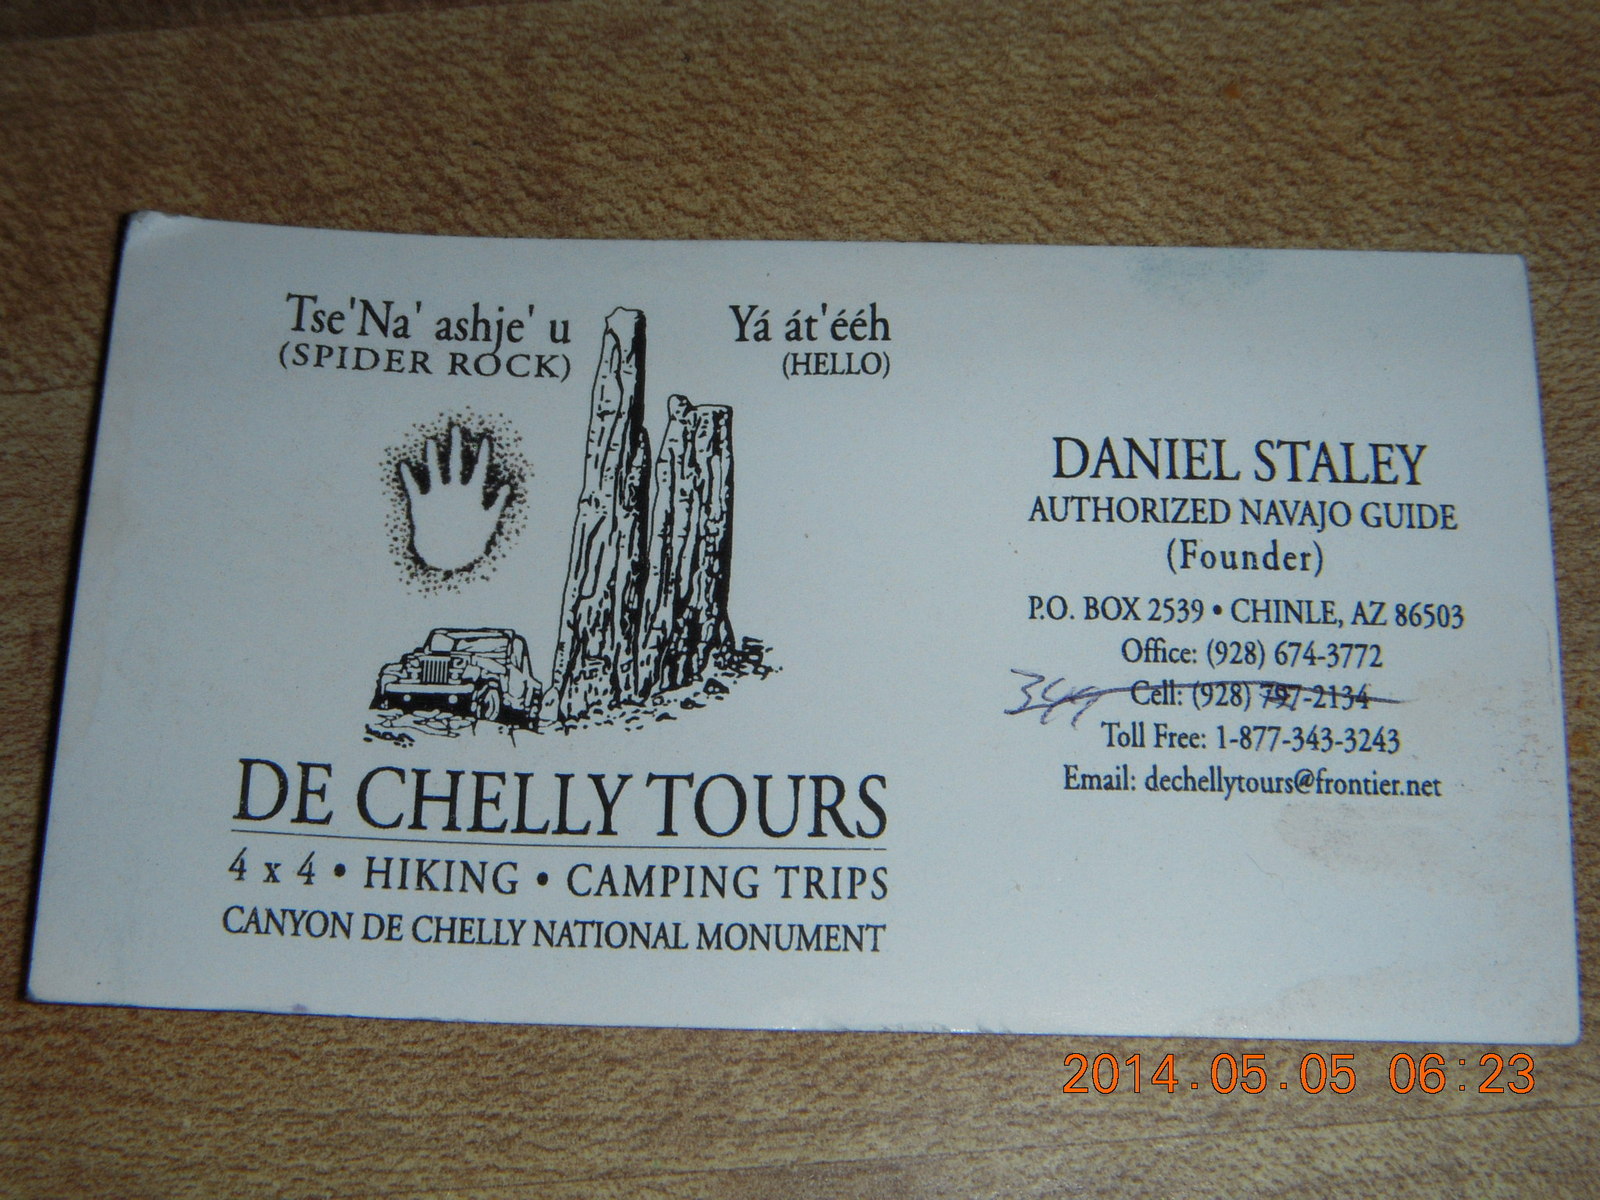 Tse'Na' ashje' u
(SPIDER ROCK)
Yá át'ééh
(HELLO)
DE CHELLY TOURS
4 x 4 • HIKING • CAMPING TRIPS
CANYON DE CHELLY NATIONAL MONUMENT
DANIEL STALEY
AUTHORIZED NAVAJO GUIDE
(Founder)
P.O. BOX 2539 • CHINLE, AZ 86503
Office: (928) 674-3772
Cell: (928) 797-2134
Toll Free: 1-877-343-3243
Email: dechellytours@frontier.net
2014.05.05 06:23